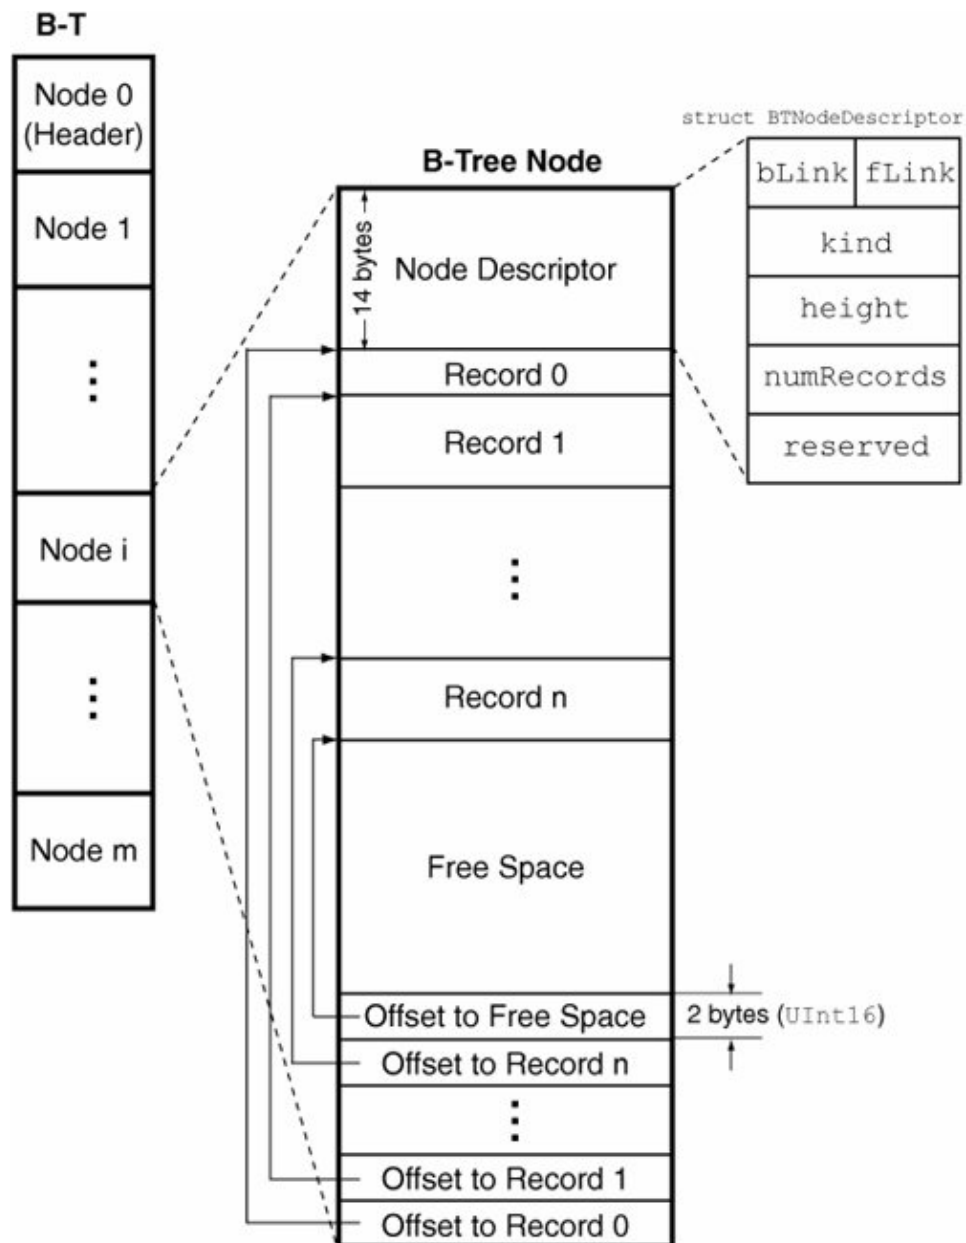 B-T
Node 0
(Header)
Node 1
Node i
Node m
B-Tree Node
14 bytes
Node Descriptor
Record 0
Record 1
Record n
Free Space
Offset to Free Space
Offset to Record n
Offset to Record 1
Offset to Record 0
2 bytes (UInt16)
struct BTNodeDescriptor
bLink fLink
kind
height
numRecords
reserved